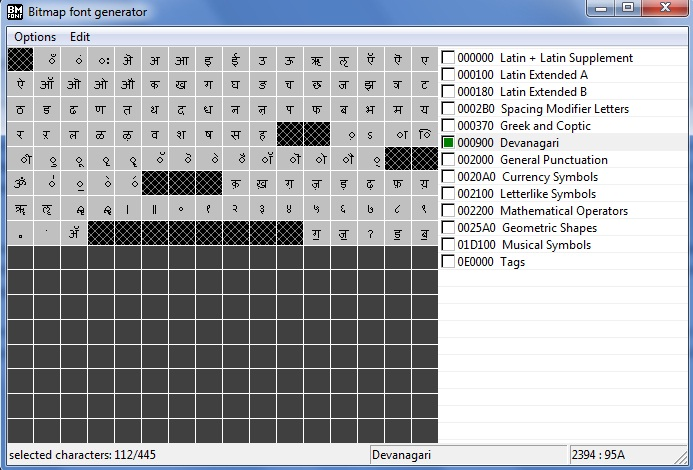 BM FONT Bitmap font generator
Options Edit
ँ ं ः ऄ अ आ इ ई उ ऊ ऋ ऌ ऍ ऎ ए
ऐ ऑ ऒ ओ औ क ख ग घ ङ च छ ज झ ञ ट
ठ ड ढ ण त थ द ध न ऩ प फ ब भ म य
र ऱ ल ळ ऴ व श ष स ह ़ ऽ ा ि
ी ु ू ृ ॄ ॅ ॆ े ै ॉ ॊ ो ौ ्
ॐ ॑ ॒ ॓ ॔ क़ ख़ ग़ ज़ ड़ ढ़ फ़ य़
ॠ ॡ ॢ ॣ । ॥ ० १ २ ३ ४ ५ ६ ७ ८ ९
॰ ॱ ॲ ॻ ॼ ॽ ॾ ॿ
000000 Latin + Latin Supplement
000100 Latin Extended A
000180 Latin Extended B
0002B0 Spacing Modifier Letters
000370 Greek and Coptic
000900 Devanagari
002000 General Punctuation
0020A0 Currency Symbols
002100 Letterlike Symbols
002200 Mathematical Operators
0025A0 Geometric Shapes
01D100 Musical Symbols
0E0000 Tags
selected characters: 112/445
Devanagari
2394 : 95A